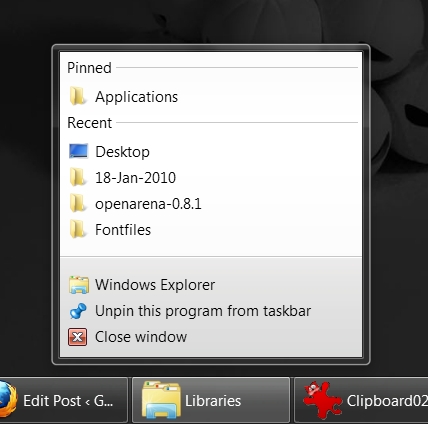 Pinned
Applications
Recent
Desktop
18-Jan-2010
openarena-0.8.1
Fontfiles
Windows Explorer
Unpin this program from taskbar
Close window
Edit Post ‹ G...
Libraries
Clipboard02